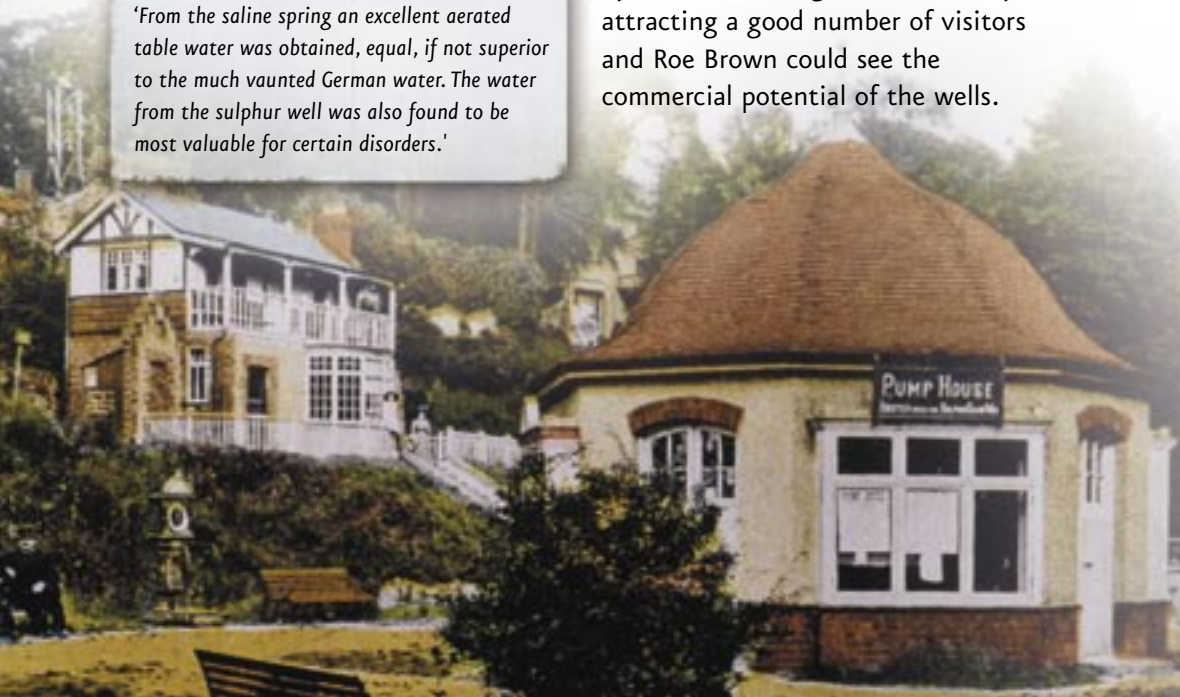 ‘From the saline spring an excellent aerated
table water was obtained, equal, if not superior
to the much vaunted German water. The water
from the sulphur well was also found to be
most valuable for certain disorders.'
attracting a good number of visitors
and Roe Brown could see the
commercial potential of the wells.
PUMP HOUSE